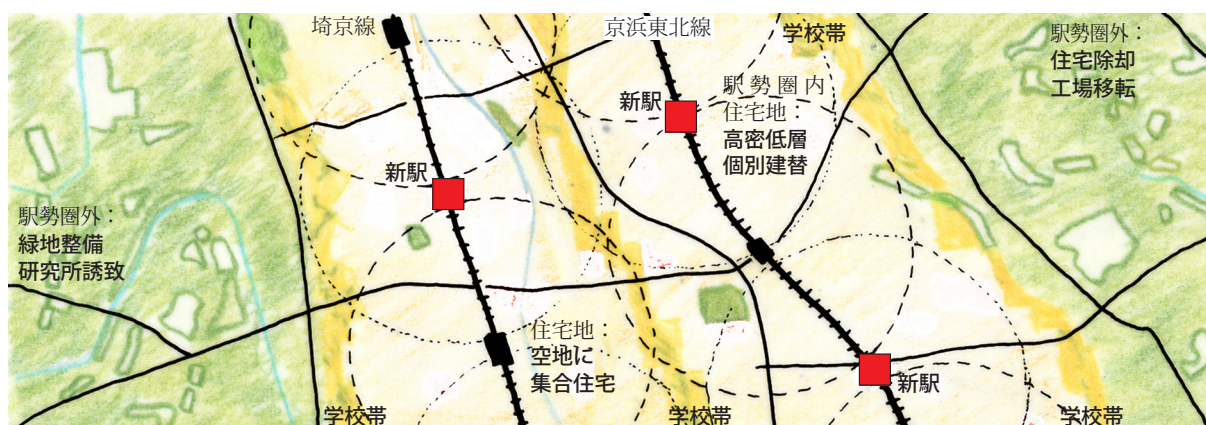 埼京線
京浜東北線
学校帯
駅勢圏外：
住宅除却
工場移転
駅勢圏内
住宅地：
高密低層
個別建替
新駅
新駅
駅勢圏外：
緑地整備
研究所誘致
住宅地：
空地に
集合住宅
新駅
学校帯
学校帯
学校帯